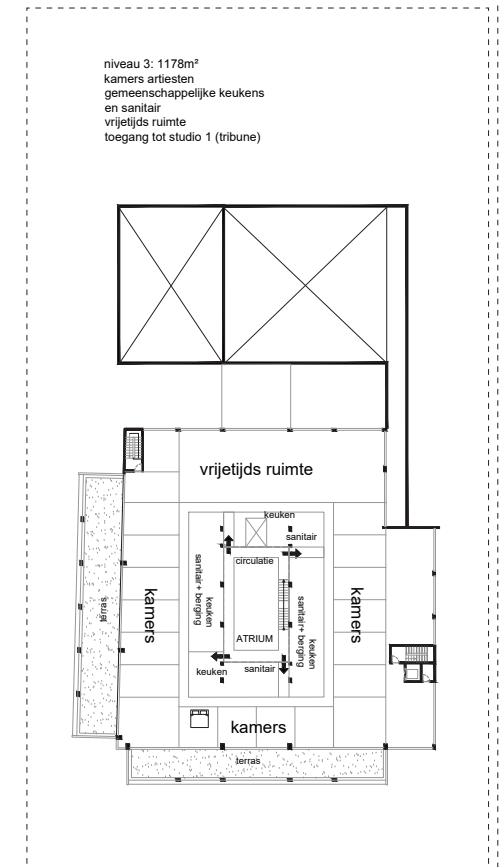 niveau 3: 1178m²
kamers artiesten
gemeenschappelijke keukens
en sanitair
vrijetijds ruimte
toegang tot studio 1 (tribune)
vrijetijds ruimte
keuken
sanitair
circulatie
keuken
sanitair+ berging
terras
kamers
kamers
ATRIUM
keuken
sanitair+ berging
keuken
sanitair
kamers
terras